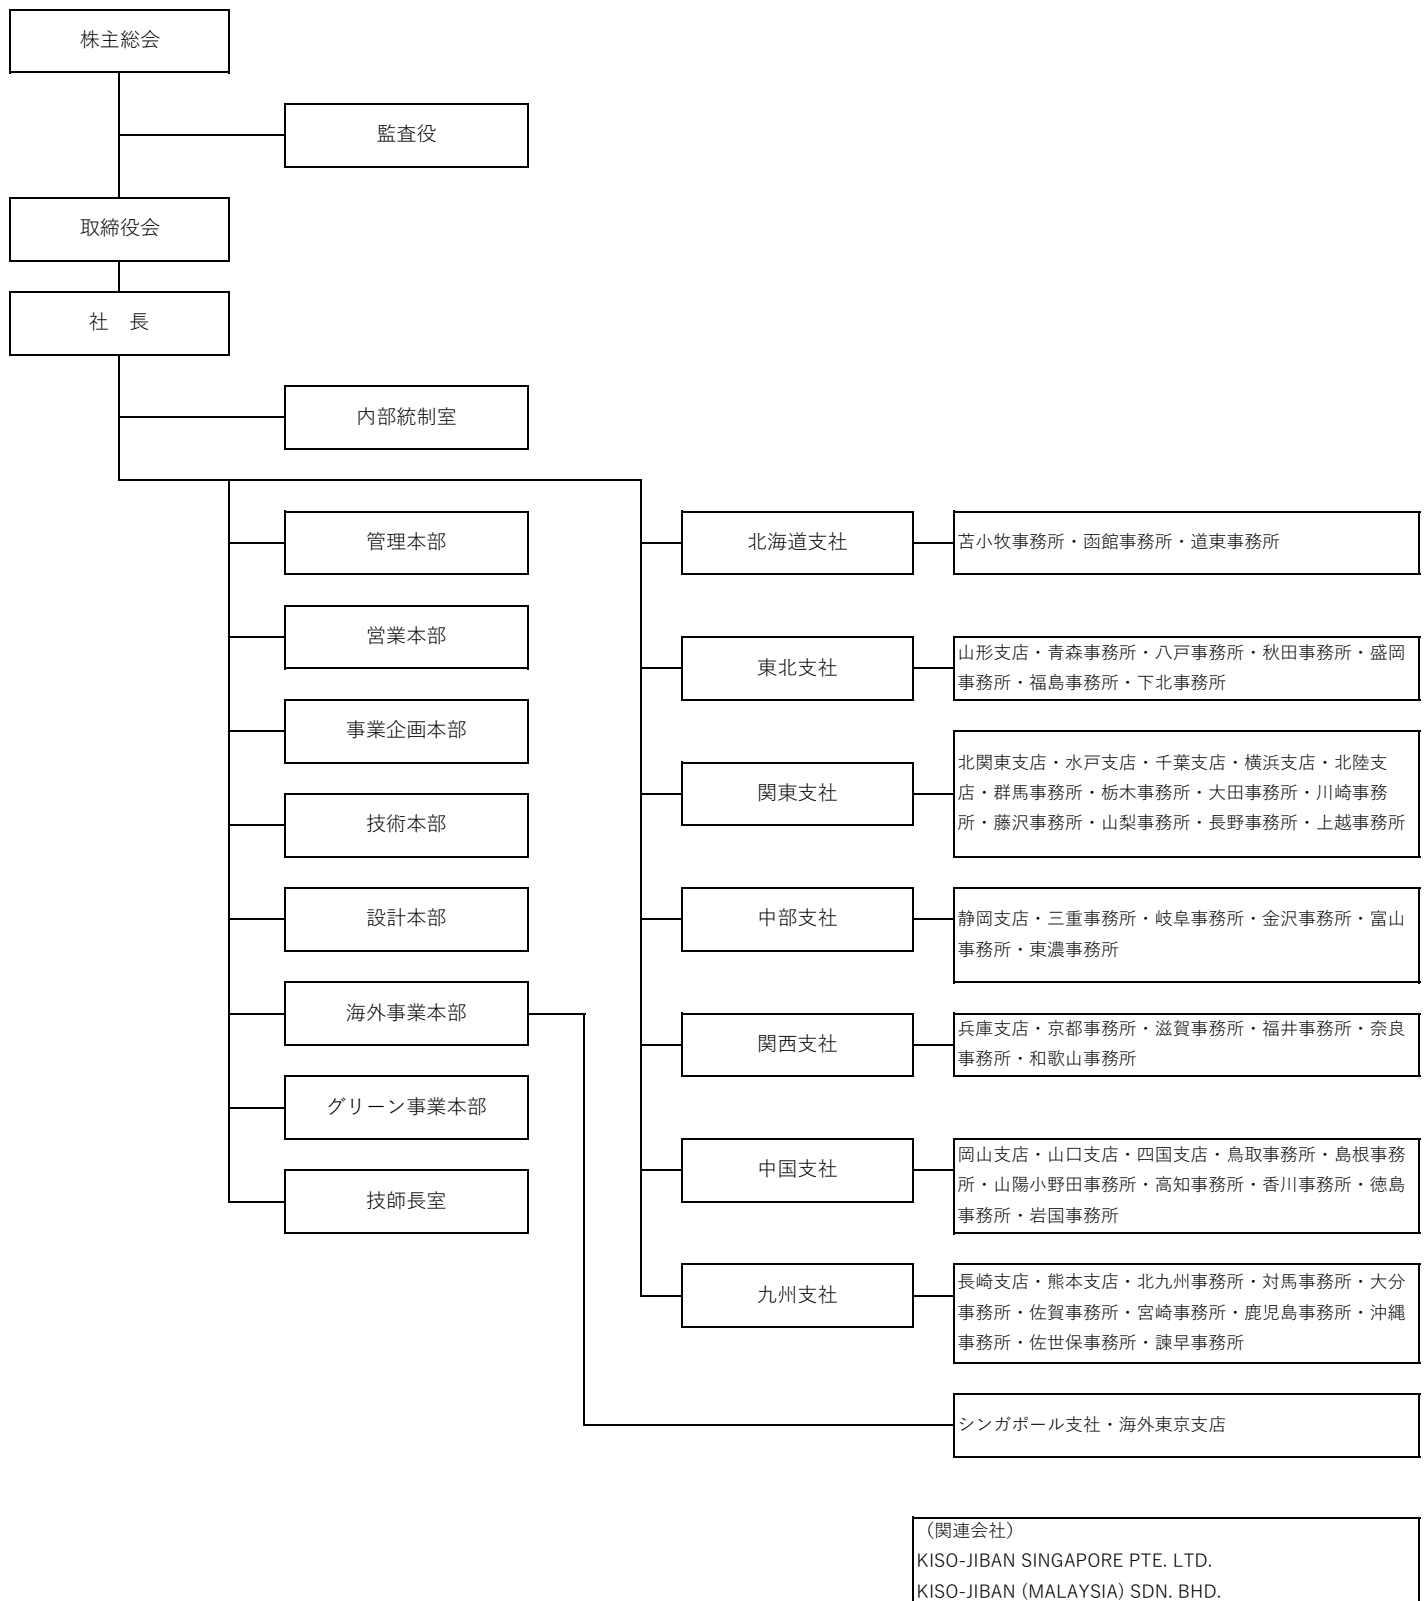 株主総会
監査役
取締役会
社　長
内部統制室
管理本部
営業本部
事業企画本部
技術本部
設計本部
海外事業本部
グリーン事業本部
技師長室
北海道支社
苫小牧事務所・函館事務所・道東事務所
東北支社
山形支店・青森事務所・八戸事務所・秋田事務所・盛岡
事務所・福島事務所・下北事務所
関東支社
北関東支店・水戸支店・千葉支店・横浜支店・北陸支
店・群馬事務所・栃木事務所・大田事務所・川崎事務
所・藤沢事務所・山梨事務所・長野事務所・上越事務所
中部支社
静岡支店・三重事務所・岐阜事務所・金沢事務所・富山
事務所・東濃事務所
関西支社
兵庫支店・京都事務所・滋賀事務所・福井事務所・奈良
事務所・和歌山事務所
中国支社
岡山支店・山口支店・四国支店・鳥取事務所・島根事務
所・山陽小野田事務所・高知事務所・香川事務所・徳島
事務所・岩国事務所
九州支社
長崎支店・熊本支店・北九州事務所・対馬事務所・大分
事務所・佐賀事務所・宮崎事務所・鹿児島事務所・沖縄
事務所・佐世保事務所・諫早事務所
シンガポール支社・海外東京支店
（関連会社）
KISO-JIBAN SINGAPORE PTE. LTD.
KISO-JIBAN (MALAYSIA) SDN. BHD.